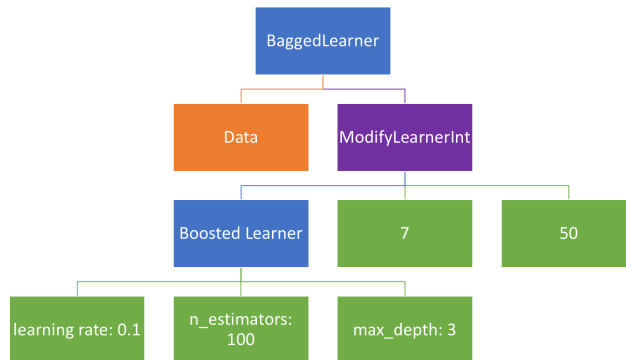 BaggedLearner
Data
ModifyLearnerInt
Boosted Learner
7
50
learning rate: 0.1
n_estimators:
100
max_depth: 3